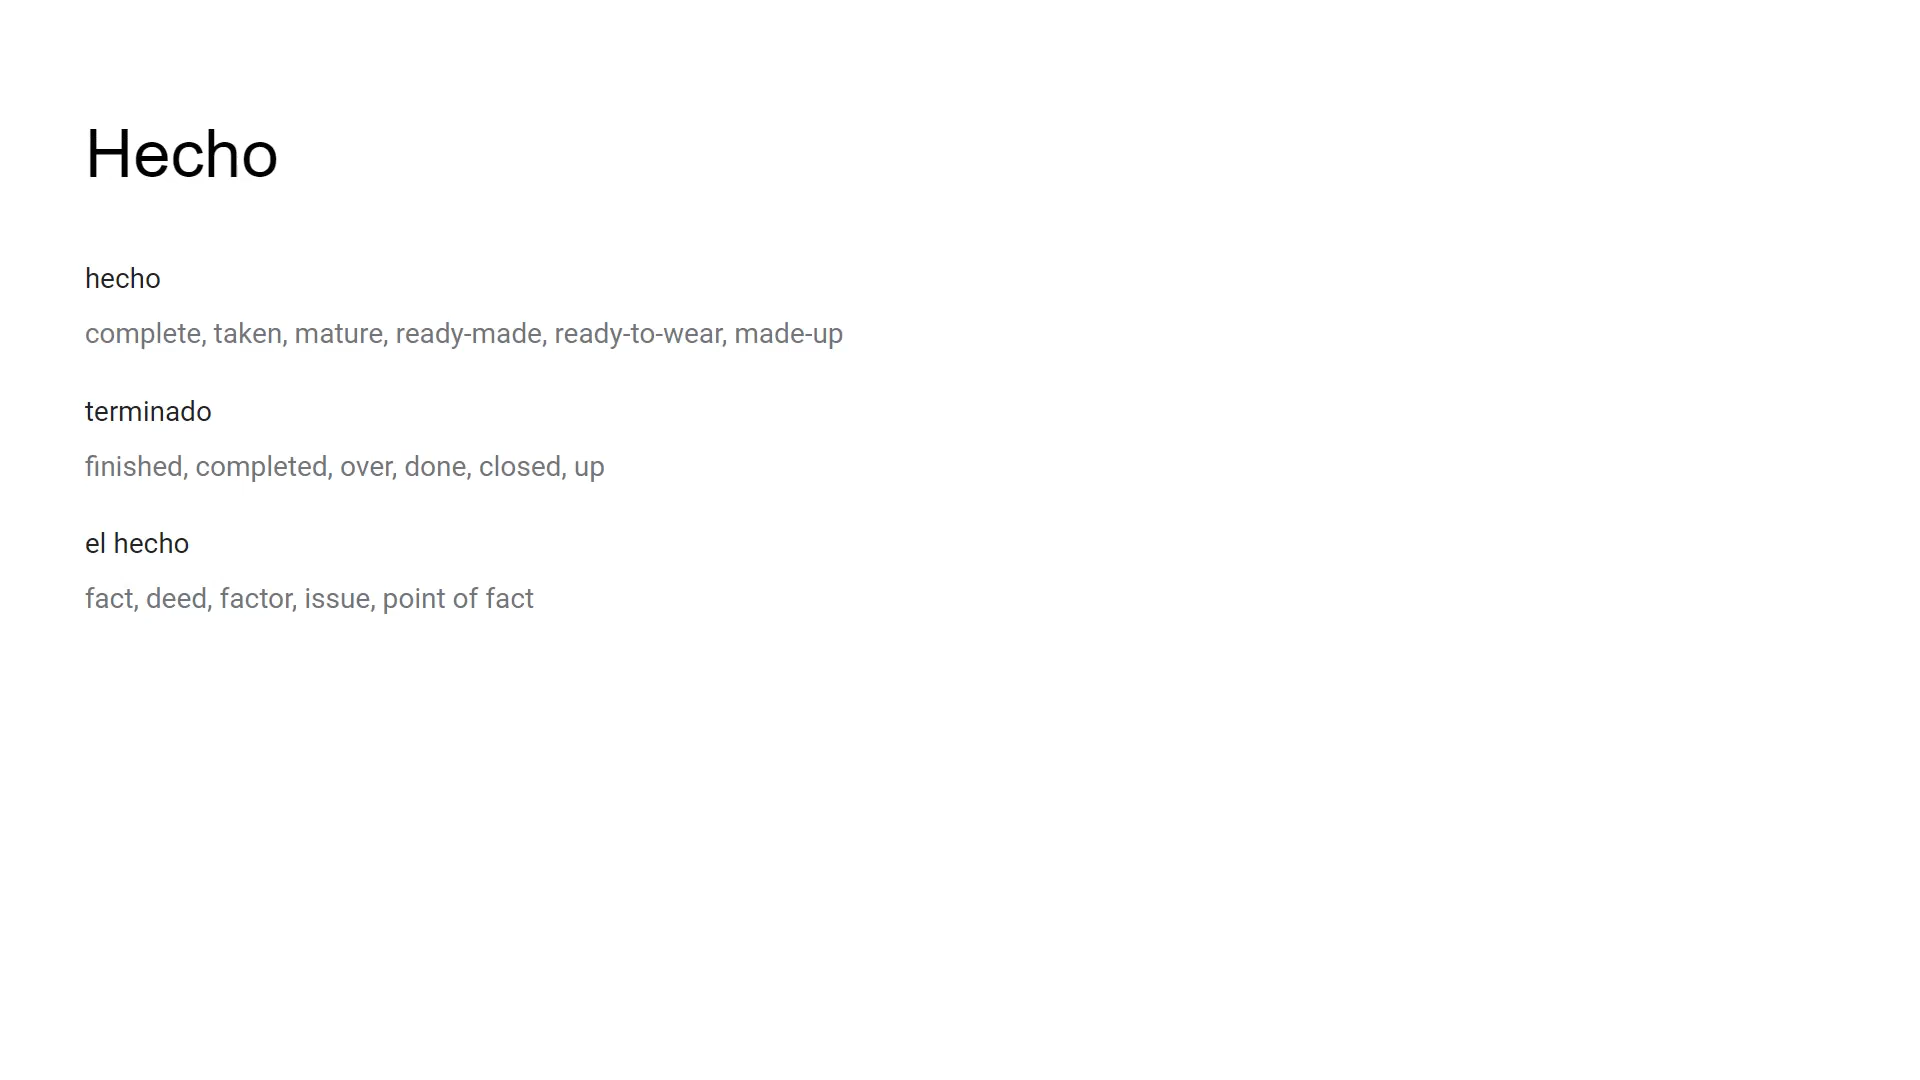 Hecho
hecho
complete, taken, mature, ready-made, ready-to-wear, made-up
terminado
finished, completed, over, done, closed, up
el hecho
fact, deed, factor, issue, point of fact